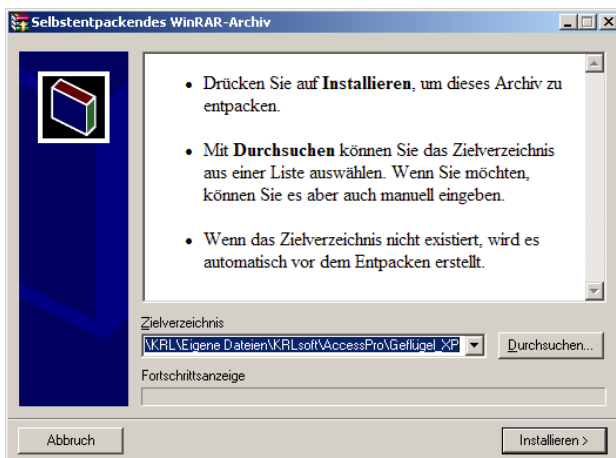 Selbstentpackendes WinRAR-Archiv
Drücken Sie auf Installieren, um dieses Archiv zu
entpacken.
Mit Durchsuchen können Sie das Zielverzeichnis
aus einer Liste auswählen. Wenn Sie möchten,
können Sie es aber auch manuell eingeben.
Wenn das Zielverzeichnis nicht existiert, wird es
automatisch vor dem Entpacken erstellt.
Zielverzeichnis
\KRL\Eigene Dateien\KRLsoft\AccessPro\Geflügel_XP
Durchsuchen...
Fortschrittsanzeige
Abbruch
Installieren >